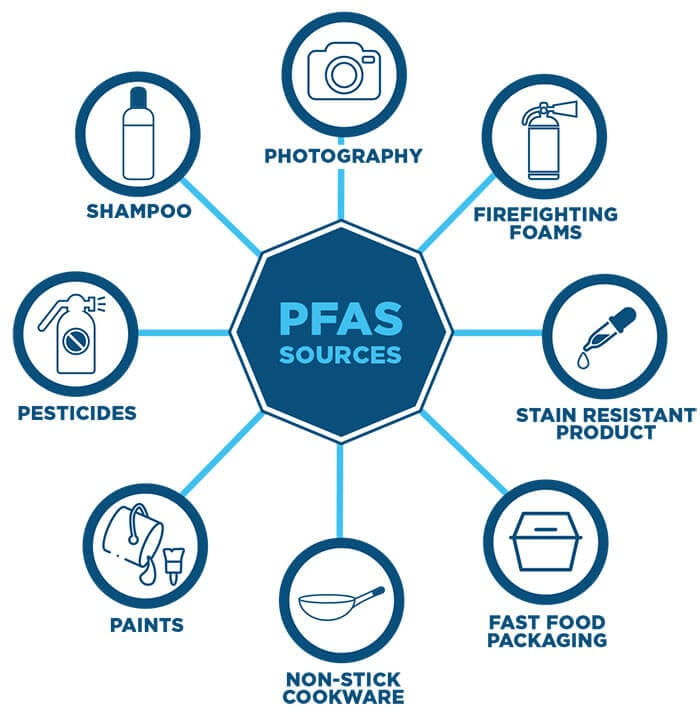 PHOTOGRAPHY
SHAMPOO
FIREFIGHTING
FOAMS
PFAS
SOURCES
PESTICIDES
STAIN RESISTANT
PRODUCT
PAINTS
FAST FOOD
PACKAGING
NON-STICK
COOKWARE